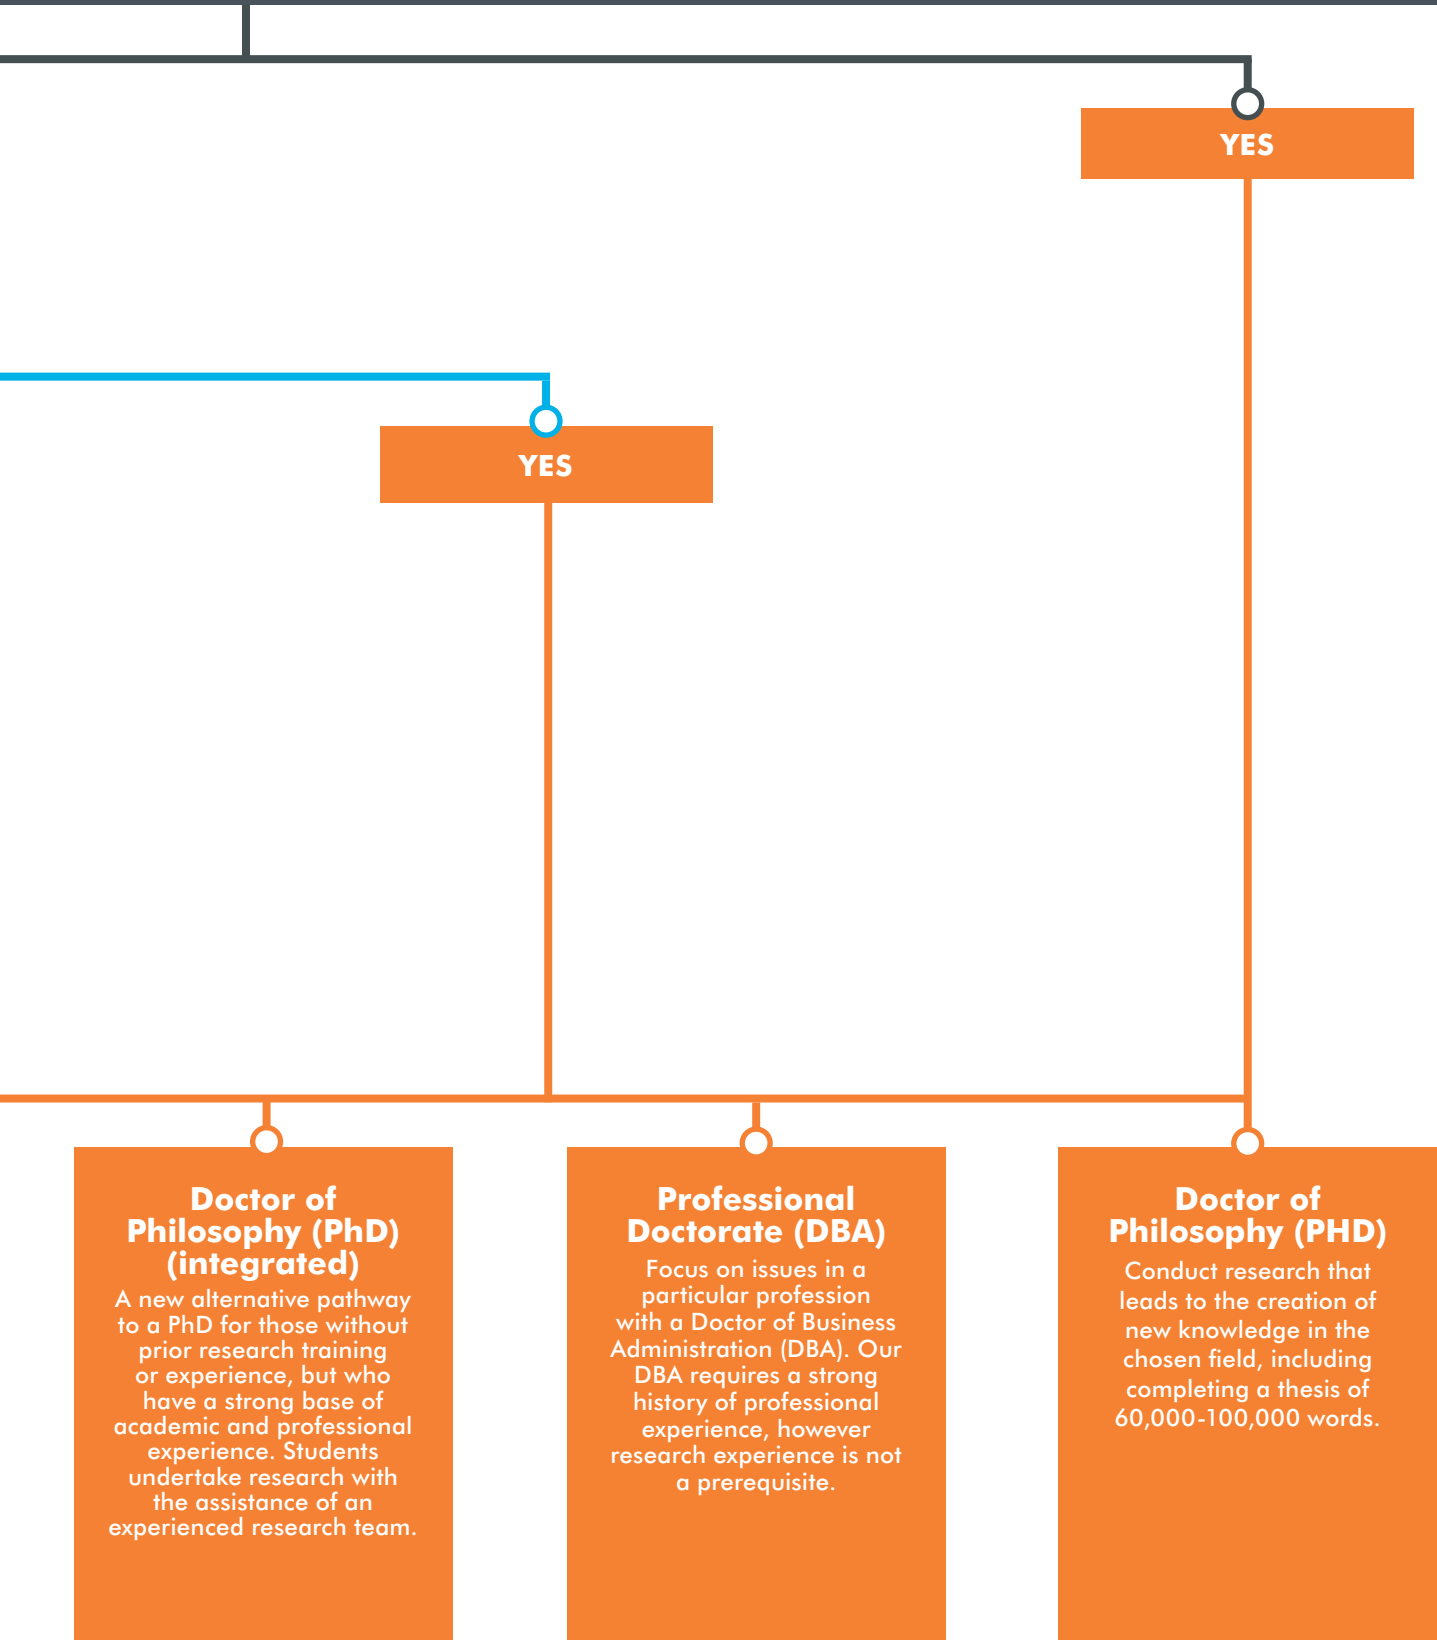 YES
YES
Doctor of
Philosophy (PhD)
(integrated)
A new alternative pathway
to a PhD for those without
prior research training
or experience, but who
have a strong base of
academic and professional
experience. Students
undertake research with
the assistance of an
experienced research team.
Professional
Doctorate (DBA)
Focus on issues in a
particular profession
with a Doctor of Business
Administration (DBA). Our
DBA requires a strong
history of professional
experience, however
research experience is not
a prerequisite.
Doctor of
Philosophy (PHD)
Conduct research that
leads to the creation of
new knowledge in the
chosen field, including
completing a thesis of
60,000-100,000 words.